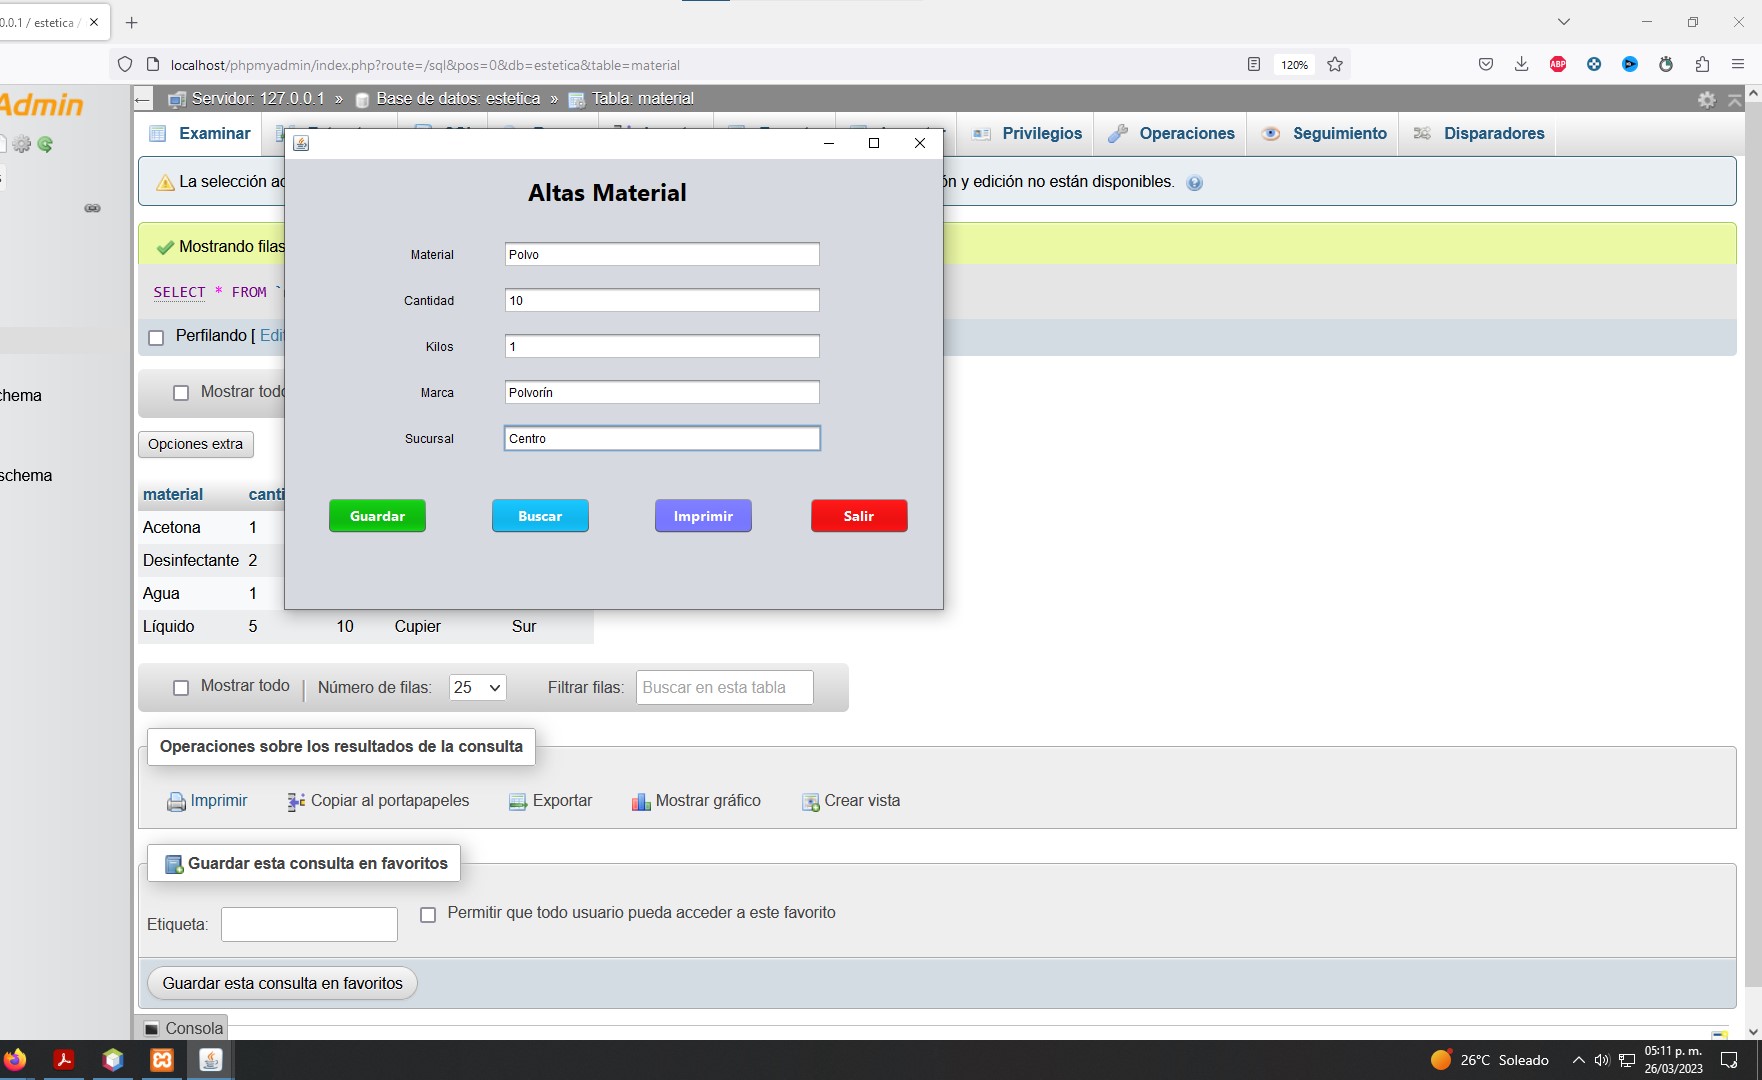 0.0.1 / estetica /
localhost/phpmyadmin/index.php?route=/sql&pos=0&db=estetica&table=material
120%
ABP
Admin
Servidor: 127.0.0.1 » Base de datos: estetica » Tabla: material
Examinar
Privilegios
Operaciones
Seguimiento
Disparadores
La selección
ón y edición no están disponibles.
Altas Material
Mostrando filas
Material
Polvo
SELECT * FROM `
Cantidad
10
Perfilando [
Kilos
1
Mostrar todo
Marca
Polvorín
chema
Opciones extra
Sucursal
Centro
schema
material
Guardar
Buscar
Imprimir
Salir
Acetona 1
Desinfectante 2
Agua 1
Líquido 5 10 Cupier Sur
Mostrar todo | Número de filas: 25 Filtrar filas: Buscar en esta tabla
Operaciones sobre los resultados de la consulta
Imprimir Copiar al portapapeles Exportar Mostrar gráfico Crear vista
Guardar esta consulta en favoritos
Etiqueta:
Permitir que todo usuario pueda acceder a este favorito
Guardar esta consulta en favoritos
Consola
26°C Soleado
05:11 p. m.
26/03/2023